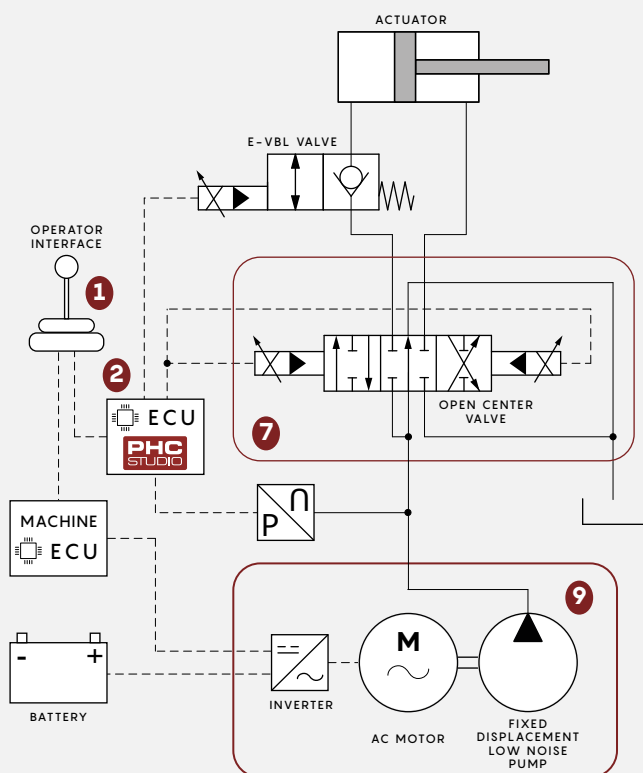 ACTUATOR
E-VBL VALVE
OPERATOR
INTERFACE
1
2
ECU
PHC
STUDIO
7
OPEN CENTER
VALVE
MACHINE
ECU
P
U
9
M
- +
BATTERY
INVERTER
AC MOTOR
FIXED
DISPLACEMENT
LOW NOISE
PUMP